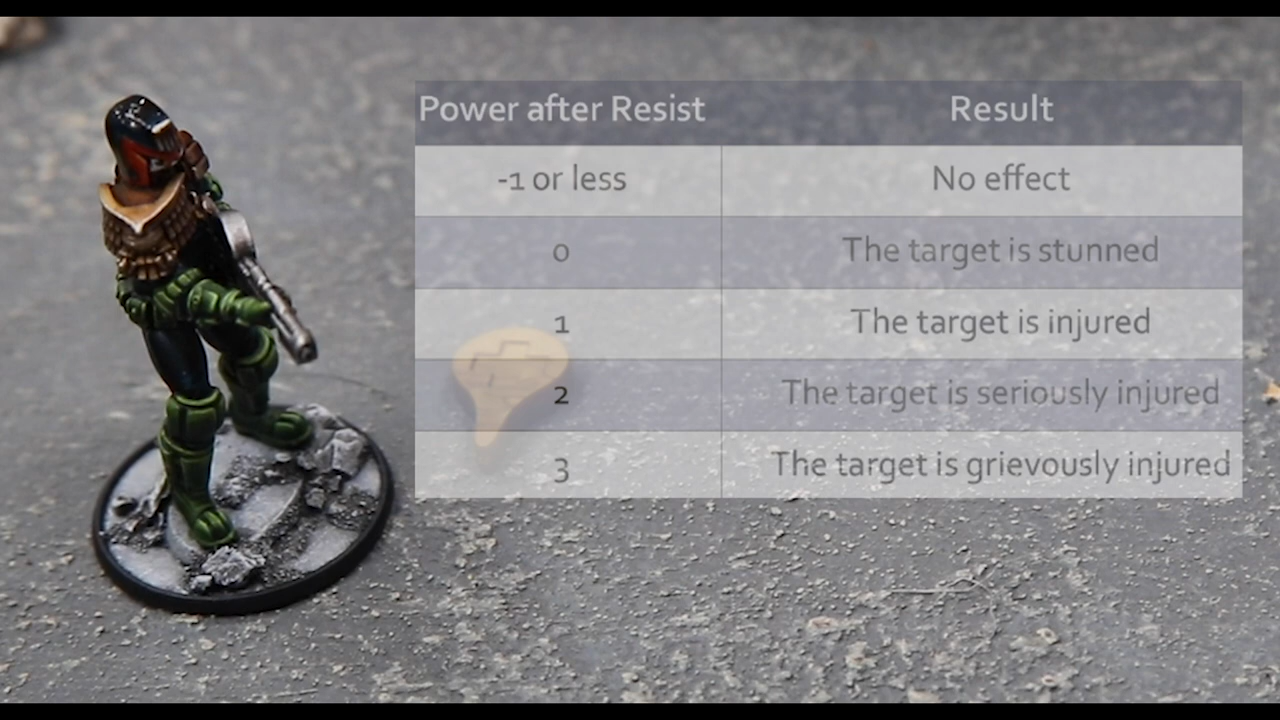 Power after Resist Result
-1 or less No effect
0 The target is stunned
1 The target is injured
2 The target is seriously injured
3 The target is grievously injured